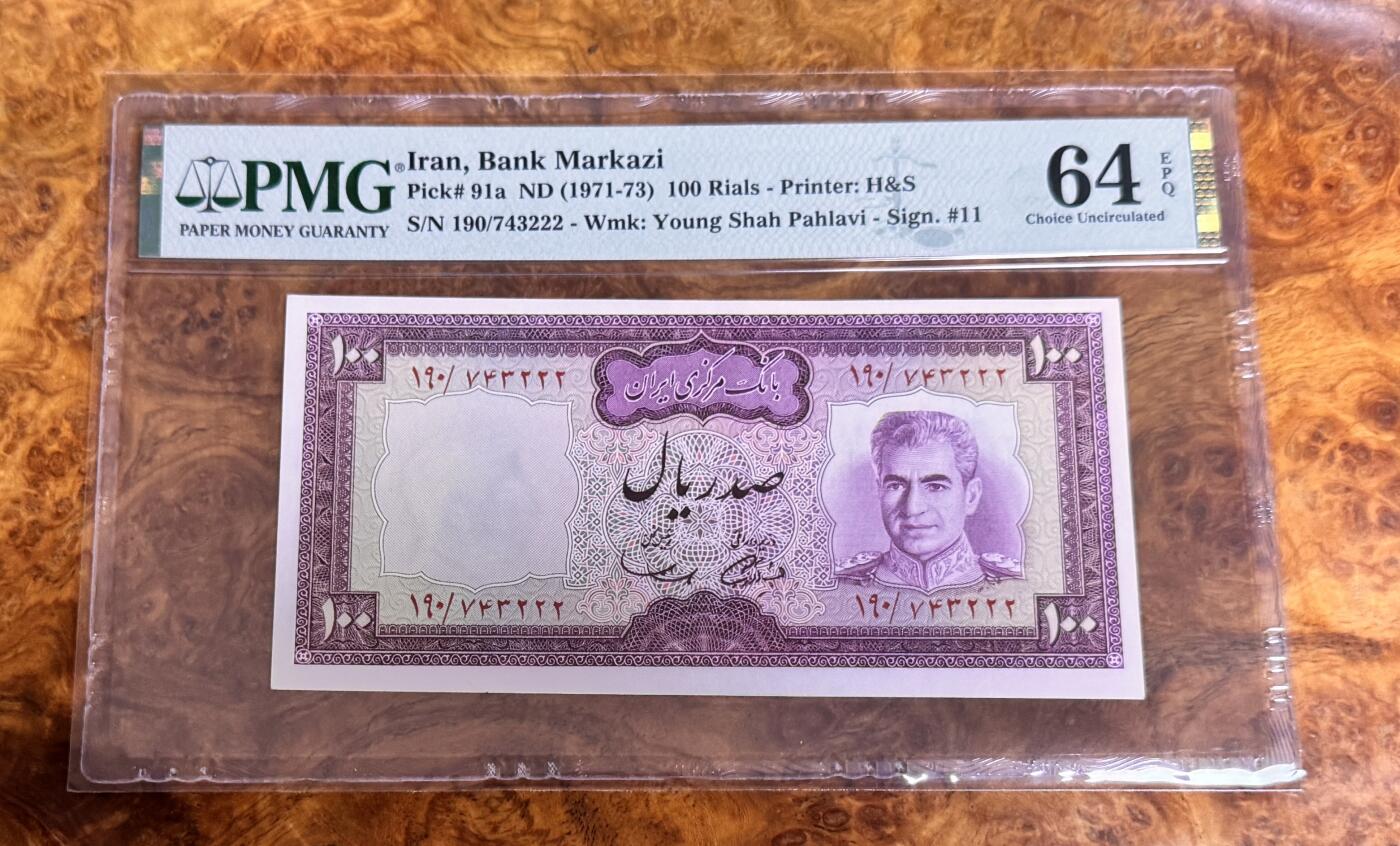 PMG®
PAPER MONEY GUARANTY
Iran, Bank Markazi
Pick# 91a ND (1971-73) 100 Rials - Printer: H&S
S/N 190/743222 - Wmk: Young Shah Pahlavi - Sign. #11
64
EPQ
Choice Uncirculated
۱۰۰
۱۰۰
۱۹۰/۷۴۳۲۲۲
بانک مرکزی ایران
۱۹۰/۷۴۳۲۲۲
صد ریال
۱۹۰/۷۴۳۲۲۲
۱۹۰/۷۴۳۲۲۲
۱۰۰
۱۰۰